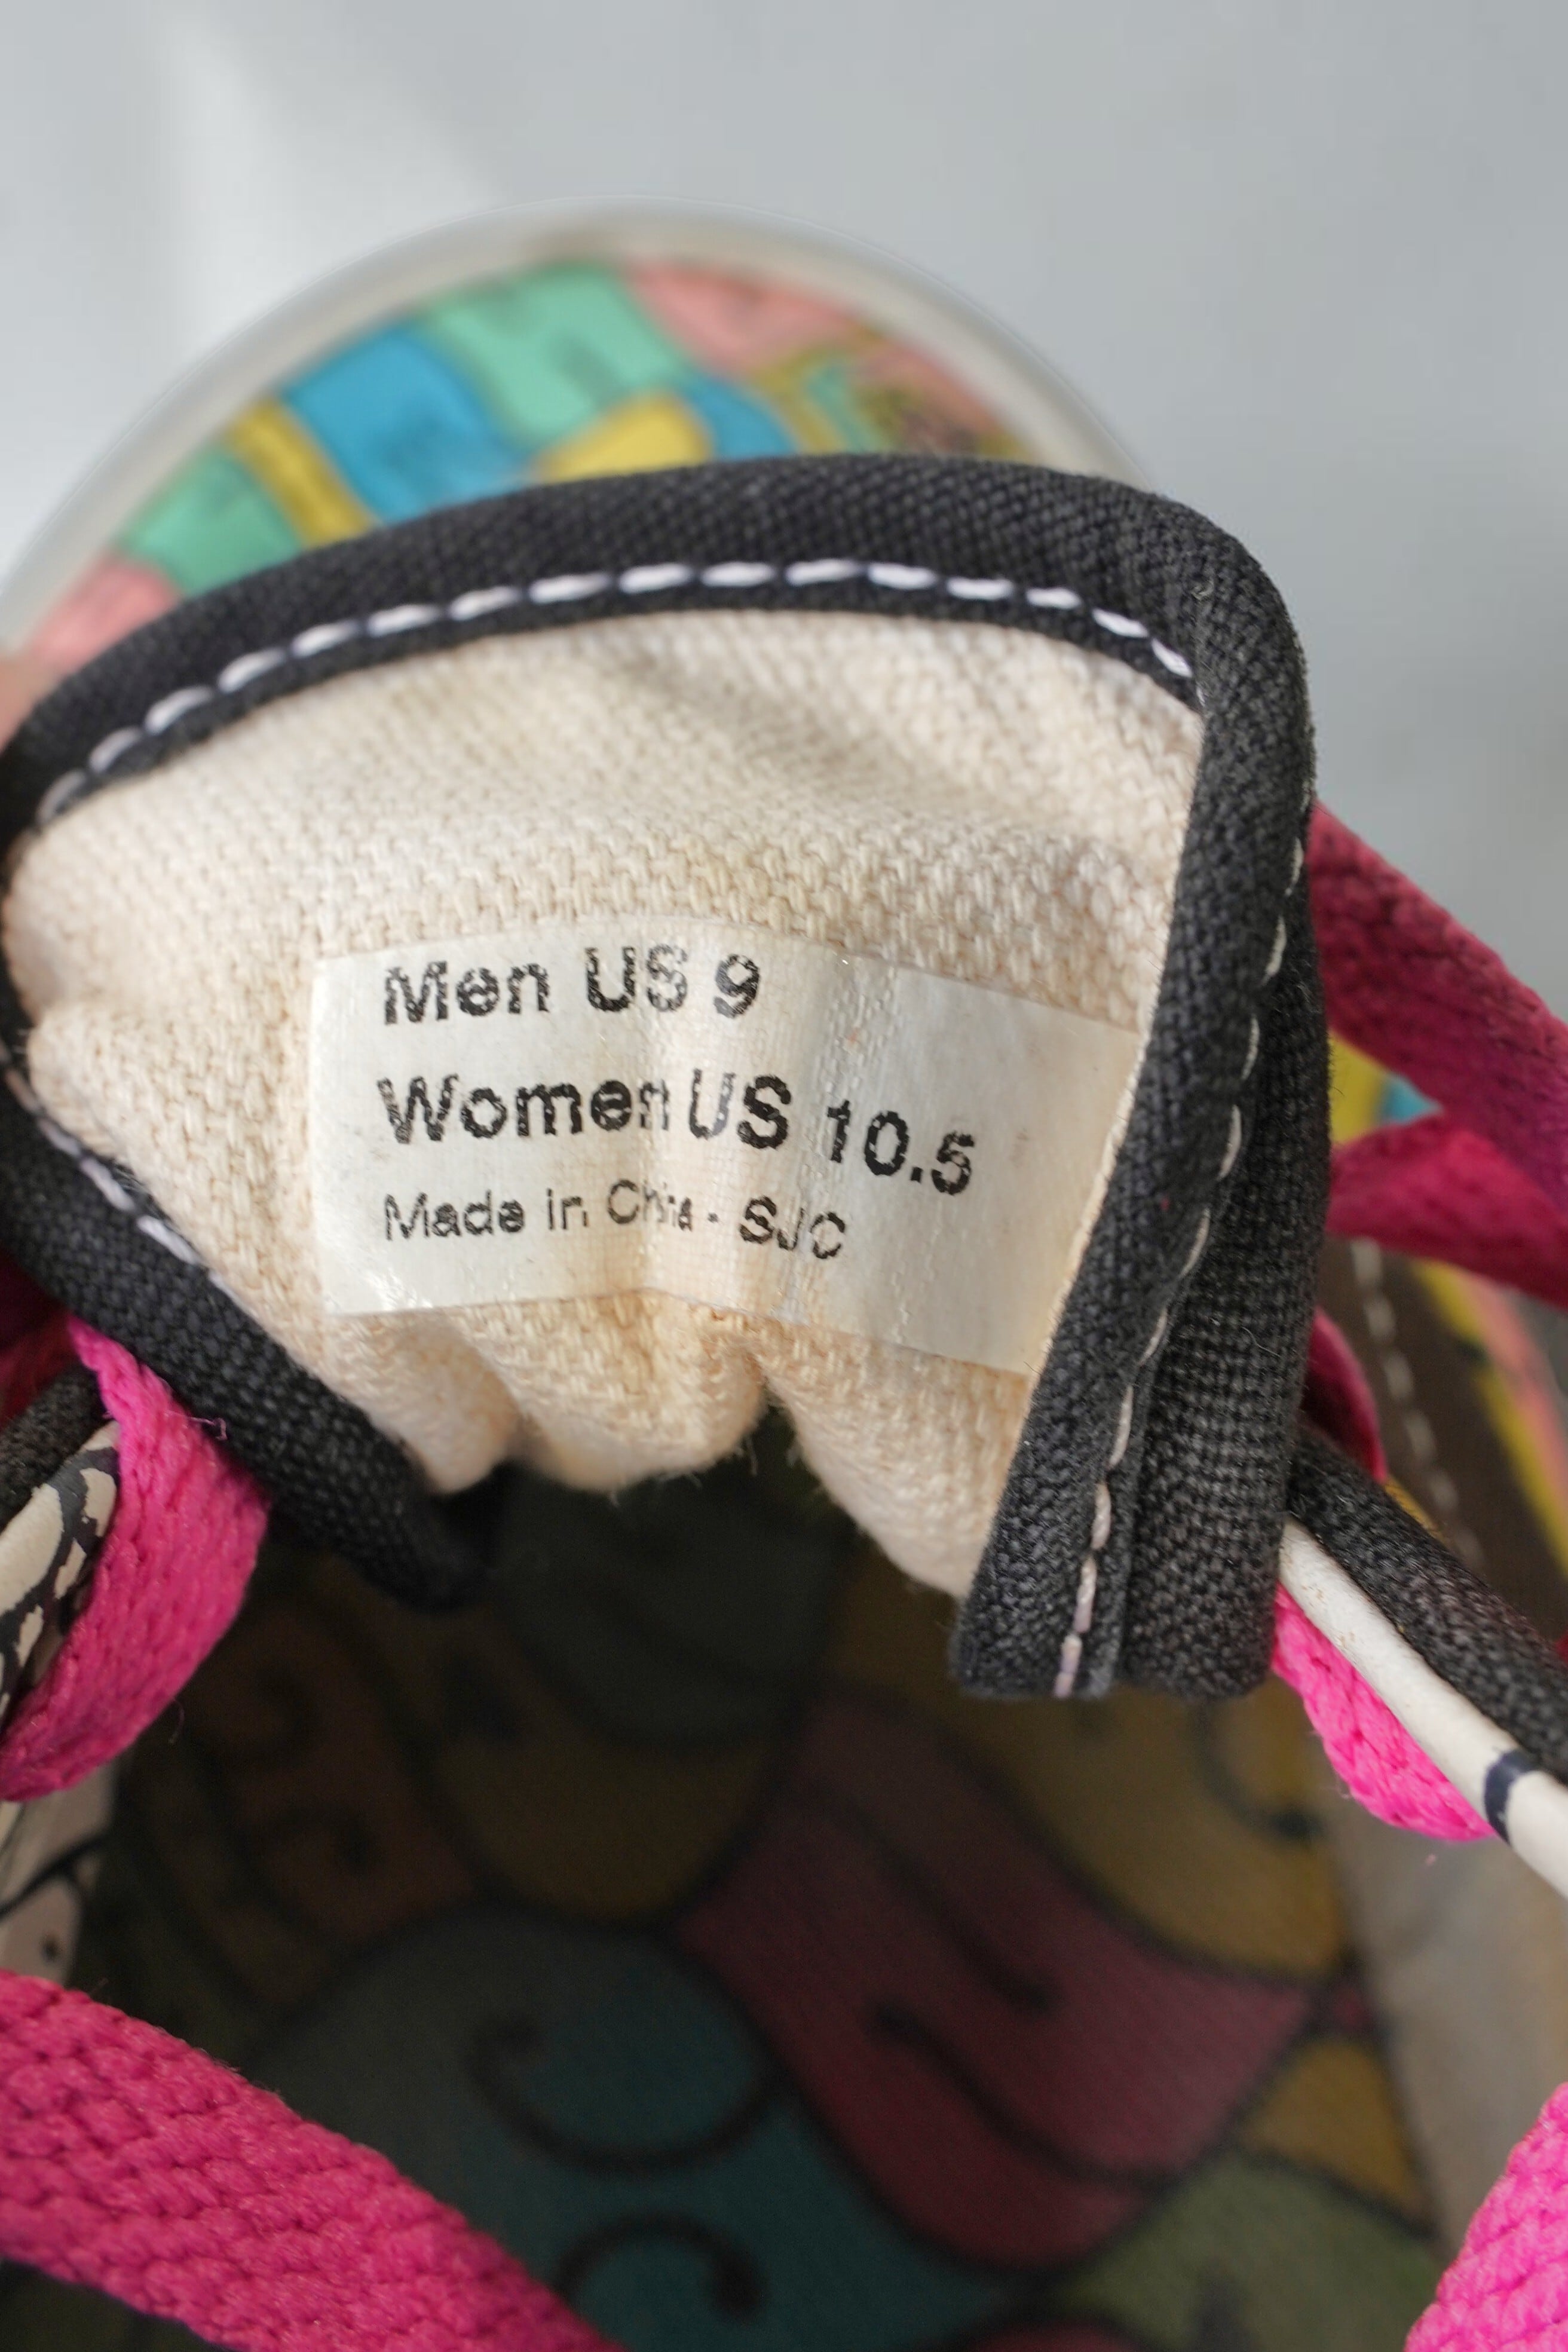 Men US 9
Women US 10.5
Made in China - SJC